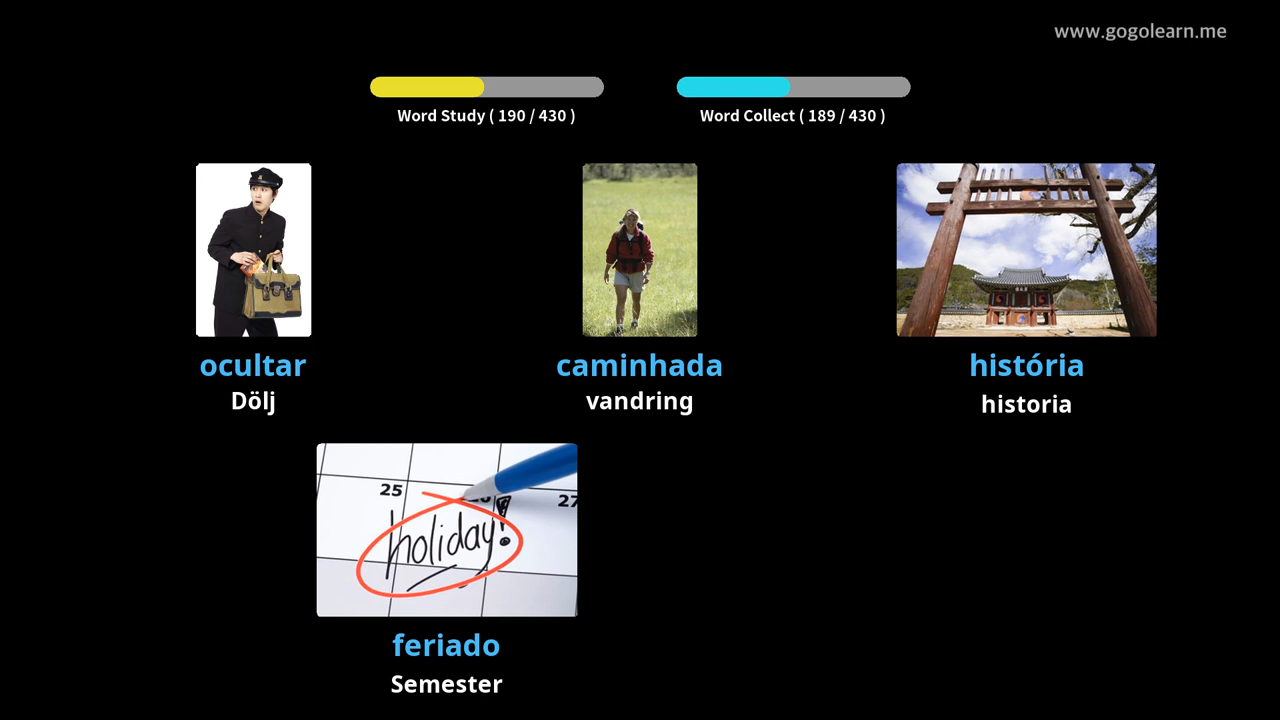 www.gogolearn.me
Word Study ( 190 / 430 )
Word Collect ( 189 / 430 )
ocultar
Dölj
caminhada
vandring
história
historia
25
27
holiday!
feriado
Semester